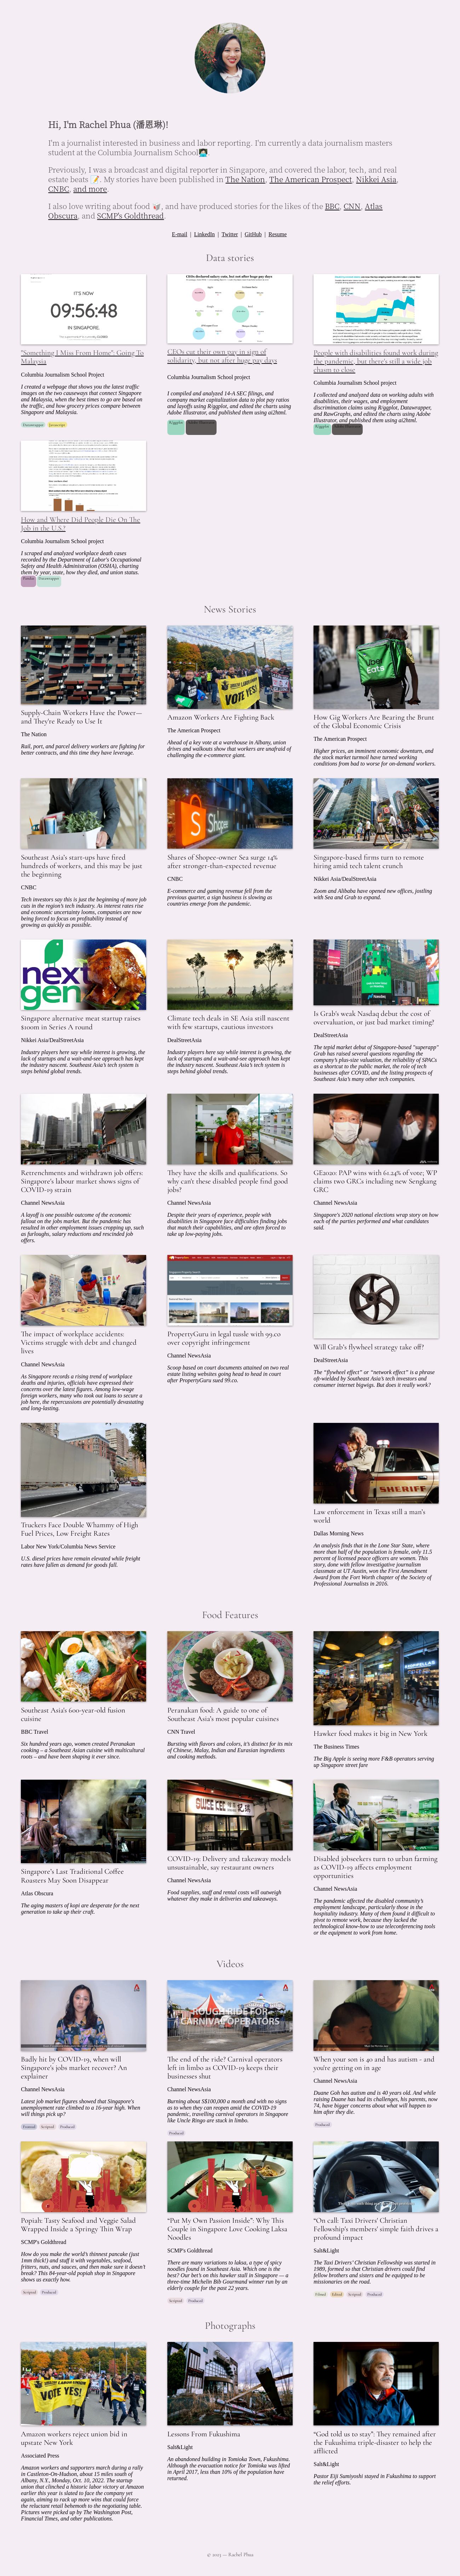 Hi, I'm Rachel Phua (潘恩琳)!
I'm a journalist interested in business and labor reporting. I'm currently a data journalism masters
student at the Columbia Journalism School
Previously, I was a broadcast and digital reporter in Singapore, and covered the labor, tech, and real
estate beats 📝. My stories have been published in The Nation, The American Prospect, Nikkei Asia,
CNBC, and more.
I also love writing about food 🥡, and have produced stories for the likes of the BBC, CNN, Atlas
Obscura, and SCMP's Goldthread.
E-mail | LinkedIn | Twitter | GitHub | Resume
Data stories
IT'S NOW
09:56:48
IN SINGAPORE.
"Something I Miss From Home": Going To
Malaysia
Columbia Journalism School Project
I created a webpage that curates the latest traffic
images on the two causeways that connect Singapore
and Malaysia, when the best times to go are based on
the traffic, and how grocery prices compare between
Singapore and Malaysia.
Datawrapper Javascript
CEOs cut their own pay in sign of
solidarity, but not after huge pay days
Columbia Journalism School project
I compiled and analyzed 14A SEC filings, and
company market capitalization data to plot pay ratios
and layoffs using R/ggplot, and edited the charts using
Adobe Illustrator, and published them using ai2html.
R/ggplot
People with disabilities found work during
the pandemic, but there's still a wide job
chasm to close
Columbia Journalism School project
I collected and analyzed data on working adults with
disabilities, their wages, and employment
discrimination claims using R/ggplot, Datawrapper,
and RawGraphs, and edited the charts using Adobe
Illustrator, and published them using ai2html.
R/ggplot
How and Where Did People Die On The
Job in the U.S.?
Columbia Journalism School project
I scraped and analyzed workplace death cases
recorded by the Department of Labor's Occupational
Safety and Health Administration (OSHA), charting
them by year, state, how they died, and union status.
Pandas Datawrapper
News Stories
Supply-Chain Workers Have the Power—
and They're Ready to Use It
The Nation
Rail, port, and parcel delivery workers are fighting for
better contracts, and this time they have leverage.
VOTE YES!
Amazon Workers Are Fighting Back
The American Prospect
Ahead of a key vote at a warehouse in Albany, union
drives and walkouts show that workers are unafraid of
challenging the e-commerce giant.
Uber
Eats
How Gig Workers Are Bearing the Brunt
of the Global Economic Crisis
The American Prospect
Higher prices, an imminent economic downturn, and
the stock market turmoil have turned working
conditions from bad to worse for on-demand workers.
Southeast Asia's start-ups have fired
hundreds of workers, and this may be just
the beginning
CNBC
Tech investors say this is just the beginning of more job
cuts in the region's tech industry. As interest rates rise
and economic uncertainty looms, companies are now
being forced to focus on profitability instead of
growing as quickly as possible.
Shopee
Shares of Shopee-owner Sea surge 14%
after stronger-than-expected revenue
CNBC
E-commerce and gaming revenue fell from the
previous quarter, a sign business is slowing as
countries emerge from the pandemic.
Singapore-based firms turn to remote
hiring amid tech talent crunch
Nikkei Asia/DealStreetAsia
Zoom and Alibaba have opened new offices, jostling
with Sea and Grab to expand.
next
gen
Singapore alternative meat startup raises
$100m in Series A round
Nikkei Asia/DealStreetAsia
Industry players here say while interest is growing, the
lack of startups and a wait-and-see approach has kept
the industry nascent. Southeast Asia's tech system is
steps behind global trends.
Climate tech deals in SE Asia still nascent
with few startups, cautious investors
DealStreetAsia
Industry players here say while interest is growing, the
lack of startups and a wait-and-see approach has kept
the industry nascent. Southeast Asia's tech system is
steps behind global trends.
Is Grab's weak Nasdaq debut the cost of
overvaluation, or just bad market timing?
DealStreetAsia
The tepid market debut of Singapore-based "superapp"
Grab has raised several questions regarding the
company's plus-size valuation, the reliability of SPACs
as a shortcut to the public market, the role of tech
businesses after COVID, and the listing prospects of
Southeast Asia's many other tech companies.
Retrenchments and withdrawn job offers:
Singapore's labour market shows signs of
COVID-19 strain
Channel NewsAsia
A layoff is one possible outcome of the economic
fallout on the jobs market. But the pandemic has
resulted in other employment issues cropping up, such
as furloughs, salary reductions and rescinded job
offers.
They have the skills and qualifications. So
why can't these disabled people find good
jobs?
Channel NewsAsia
Despite their years of experience, people with
disabilities in Singapore face difficulties finding jobs
that match their capabilities, and are often forced to
take up low-paying jobs.
GE2020: PAP wins with 61.24% of vote; WP
claims two GRCs including new Sengkang
GRC
Channel NewsAsia
Singapore's 2020 national elections wrap story on how
each of the parties performed and what candidates
said.
The impact of workplace accidents:
Victims struggle with debt and changed
lives
Channel NewsAsia
As Singapore records a rising trend of workplace
deaths and injuries, officials have expressed their
concerns over the latest figures. Among low-wage
foreign workers, many who took out loans to secure a
job here, the repercussions are potentially devastating
and long-lasting.
PropertyGuru in legal tussle with 99.co
over copyright infringement
Channel NewsAsia
Scoop based on court documents attained on two real
estate listing websites going head to head in court
after PropertyGuru sued 99.co.
Will Grab's flywheel strategy take off?
DealStreetAsia
The "flywheel effect" or "network effect" is a phrase
oft-wielded by Southeast Asia's tech investors and
consumer internet bigwigs. But does it really work?
Truckers Face Double Whammy of High
Fuel Prices, Low Freight Rates
Labor New York/Columbia News Service
U.S. diesel prices have remain elevated while freight
rates have fallen as demand for goods fall.
SHERIFF
Law enforcement in Texas still a man's
world
Dallas Morning News
An analysis finds that in the Lone Star State, where
more than half of the population is female, only 11.5
percent of licensed peace officers are women. This
story, done with fellow investigative journalism
classmate at UT Austin, won the First Amendment
Award from the Fort Worth chapter of the Society of
Professional Journalists in 2016.
Food Features
Southeast Asia's 600-year-old fusion
cuisine
BBC Travel
Six hundred years ago, women created Peranakan
cooking – a Southeast Asian cuisine with multicultural
roots – and have been shaping it ever since.
Peranakan food: A guide to one of
Southeast Asia's most popular cuisines
CNN Travel
Bursting with flavors and colors, it's distinct for its mix
of Chinese, Malay, Indian and Eurasian ingredients
and cooking methods.
Hawker food makes it big in New York
The Business Times
The Big Apple is seeing more F&B operators serving
up Singapore street fare
Singapore's Last Traditional Coffee
Roasters May Soon Disappear
Atlas Obscura
The aging masters of kopi are desperate for the next
generation to take up their craft.
SWEE KEE
COVID-19: Delivery and takeaway models
unsustainable, say restaurant owners
Channel NewsAsia
Food supplies, staff and rental costs will outweigh
whatever they make in deliveries and takeaways.
Disabled jobseekers turn to urban farming
as COVID-19 affects employment
opportunities
Channel NewsAsia
The pandemic affected the disabled community's
employment landscape, particularly those in the
hospitality industry. Many of them found it difficult to
pivot to remote work, because they lacked the
technological know-how to use teleconferencing tools
or the equipment to work from home.
Videos
Badly hit by COVID-19, when will
Singapore's jobs market recover? An
explainer
Channel NewsAsia
Latest job market figures showed that Singapore's
unemployment rate climbed to a 16-year high. When
will things pick up?
Scripted Produced
ROUGH RIDE FOR
CARNIVAL OPERATORS
The end of the ride? Carnival operators
left in limbo as COVID-19 keeps their
businesses shut
Channel NewsAsia
Burning about S$100,000 a month and with no signs
as to when they can reopen amid the COVID-19
pandemic, travelling carnival operators in Singapore
like Uncle Ringo are stuck in limbo.
Produced
When your son is 40 and has autism - and
you're getting on in age
Channel NewsAsia
Duane Goh has autism and is 40 years old. And while
raising Duane has had its challenges, his parents, now
74, have bigger concerns about what will happen to
him after they die.
Produced
Popiah: Tasty Seafood and Veggie Salad
Wrapped Inside a Springy Thin Wrap
SCMP's Goldthread
How do you make the world's thinnest pancake (just
1mm thick!) and stuff it with vegetables, seafood,
fritters, nuts, and sauces, and then make sure it doesn't
break? This 84-year-old popiah shop in Singapore
shows us exactly how.
Scripted Produced
"Put My Own Passion Inside": Why This
Couple in Singapore Love Cooking Laksa
Noodles
SCMP's Goldthread
There are many variations to laksa, a type of spicy
noodles found in Southeast Asia. Which one is the
best? Our bet's on this hawker stall in Singapore — a
three-time Michelin Bib Gourmand winner run by an
elderly couple for the past 22 years.
Scripted Produced
"On call: Taxi Drivers' Christian
Fellowship's members' simple faith drives a
profound impact
Salt&Light
The Taxi Drivers' Christian Fellowship was started in
1989, formed so that Christian drivers could be
fellow brothers and sisters and be equipped to be
missionaries on the road.
Filmed Edited Scripted Produced
Photographs
VOTE YES!
Amazon workers reject union bid in
upstate New York
Associated Press
Amazon workers and supporters march during a rally
in Castleton-On-Hudson, about 15 miles south of
Albany, N.Y., Monday, Oct. 10, 2022. The startup
union that clinched a historic labor victory at Amazon
earlier this year is slated to face the company yet
again, aiming to rack up more wins that could force
the reluctant retail behemoth to the negotiating table.
Pictures were picked up by The Washington Post,
Financial Times, and other publications.
Lessons From Fukushima
Salt&Light
An abandoned building in Tomioka Town, Fukushima.
Although the evacuation notice for Tomioka was lifted
in April 2017, less than 10% of the population have
returned.
"God told us to stay": They remained after
the Fukushima triple-disaster to help the
afflicted
Salt&Light
Pastor Eiji Sumiyoshi stayed in Fukushima to support
the relief efforts.
© 2023 — Rachel Phua